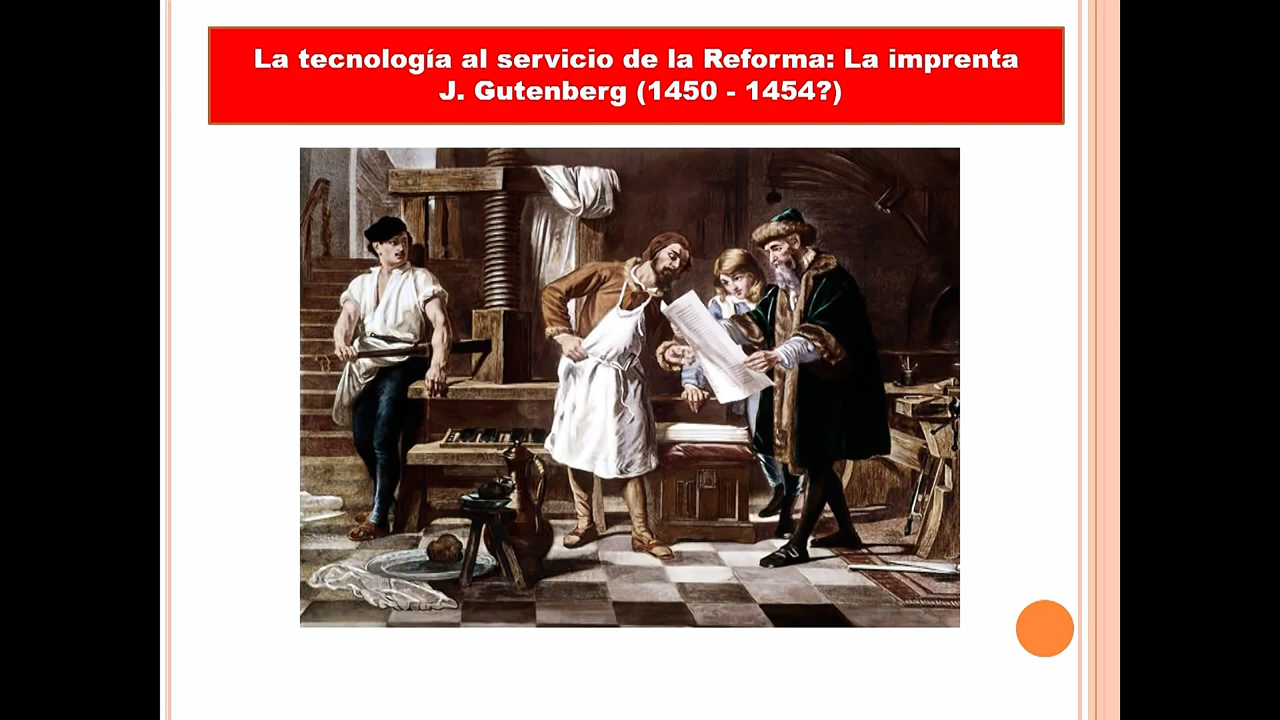 La tecnología al servicio de la Reforma: La imprenta
J. Gutenberg (1450 - 1454?)